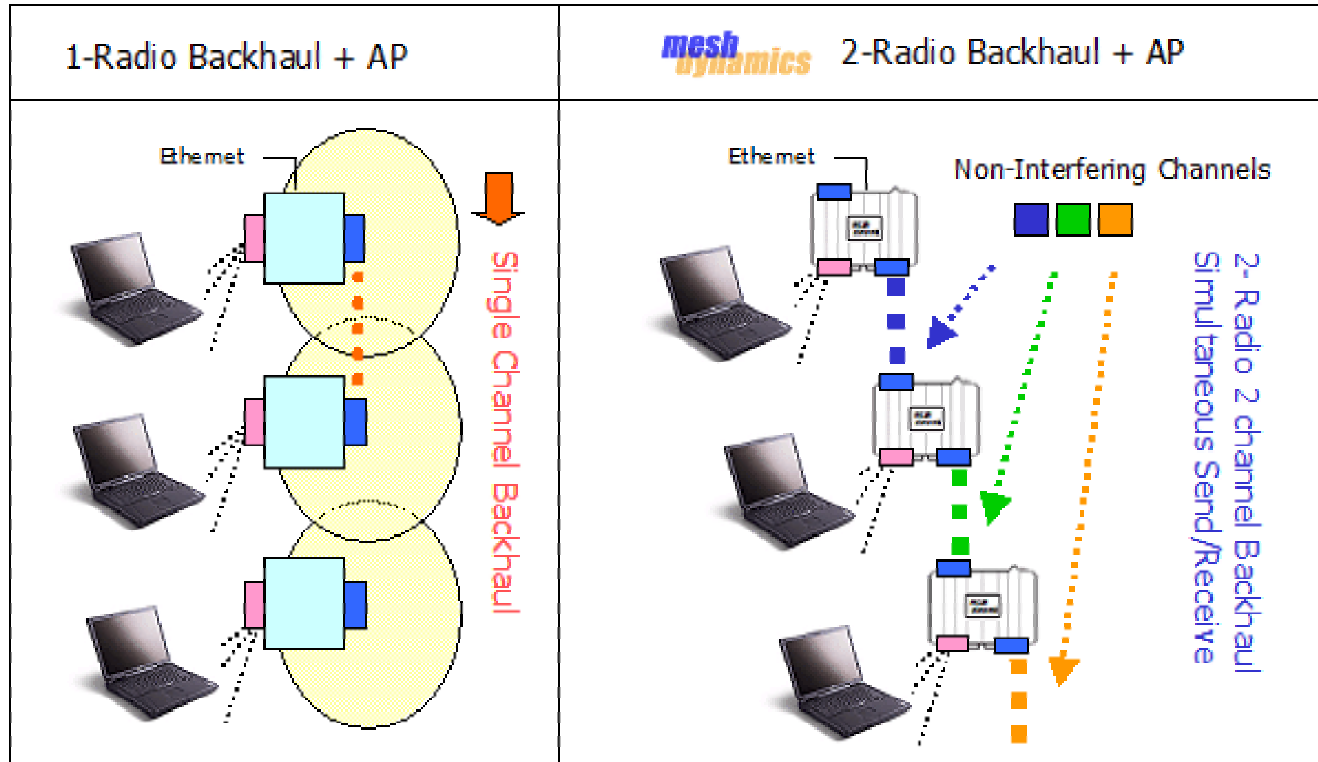 1-Radio Backhaul + AP
mesh dynamics
2-Radio Backhaul + AP
Ethernet
Single Channel Backhaul
Ethernet
Non-Interfering Channels
2- Radio 2 channel Backhaul
Simultaneous Send/Receive